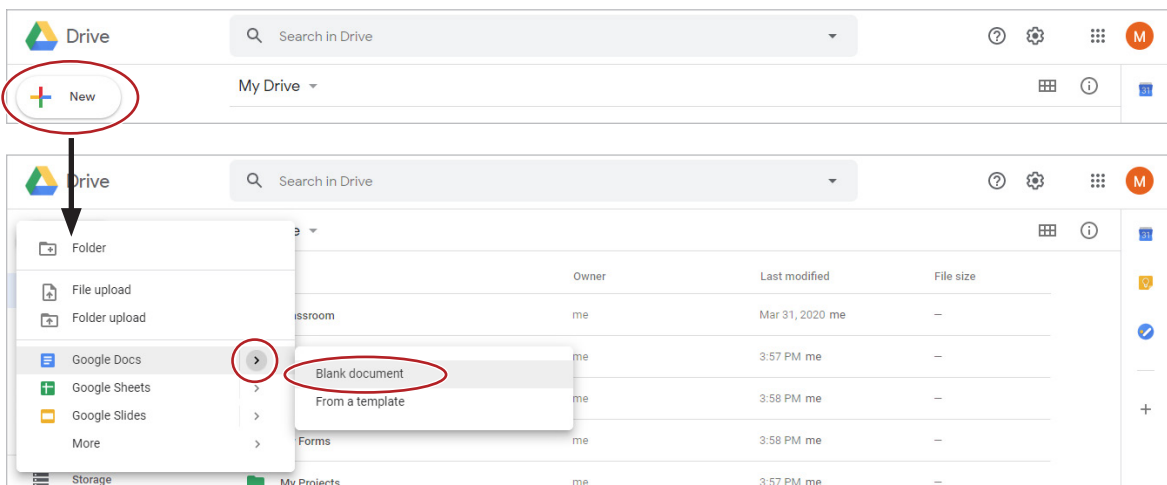 Drive
Search in Drive
M
New
My Drive
31
Drive
Search in Drive
M
e
31
Folder
Owner Last modified File size
File upload
ssroom me Mar 31, 2020 me –
Folder upload
Google Docs me 3:57 PM me –
Blank document
Google Sheets
From a template me 3:58 PM me –
Google Slides
More Forms me 3:58 PM me –
Storage My Projects me 3:57 PM me –